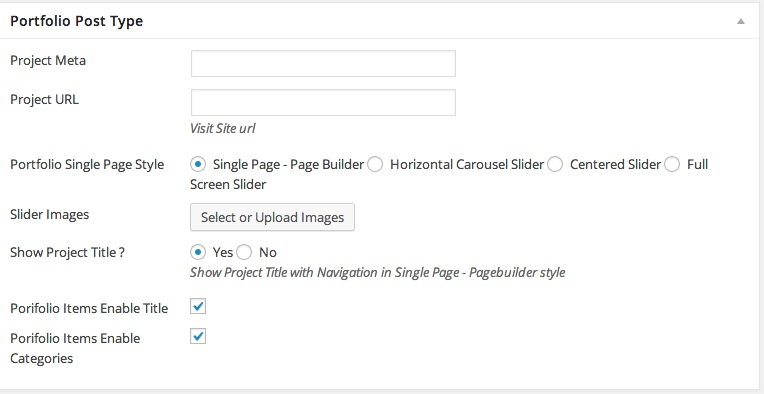 Portfolio Post Type
Project Meta
Project URL
Visit Site url
Portfolio Single Page Style
Single Page - Page Builder Horizontal Carousel Slider Centered Slider Full
Screen Slider
Slider Images
Select or Upload Images
Show Project Title ?
Yes No
Show Project Title with Navigation in Single Page - Pagebuilder style
Porifolio Items Enable Title
Porifolio Items Enable
Categories